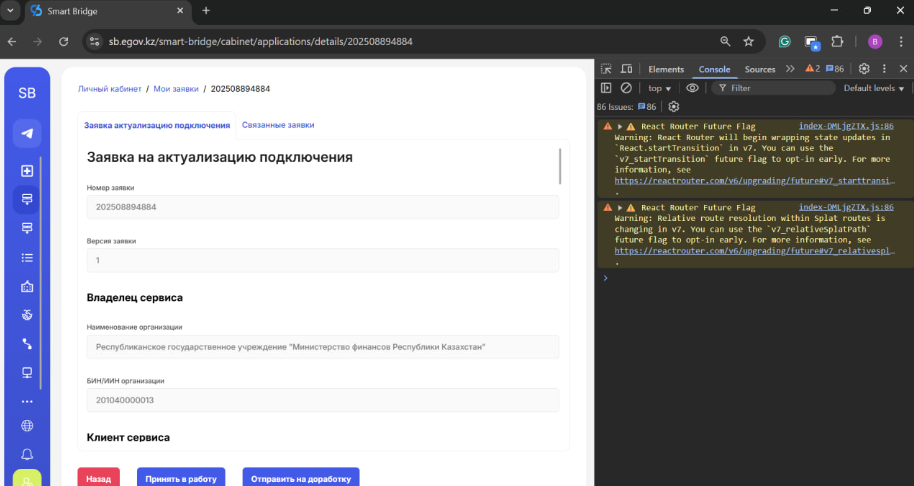 Smart Bridge
sb.egov.kz/smart-bridge/cabinet/applications/details/202508894884
B
SB
Личный кабинет / Мои заявки / 202508894884
Заявка актуализацию подключения
Связанные заявки
Заявка на актуализацию подключения
Номер заявки
202508894884
Версия заявки
1
Владелец сервиса
Наименование организации
Республиканское государственное учреждение "Министерство финансов Республики Казахстан"
БИН/ИИН организации
201040000013
Клиент сервиса
Назад
Принять в работу
Отправить на доработку
Elements Console Sources 2 86
top Filter Default levels
86 Issues: 86
React Router Future Flag index-DMLjgZTX.js:86
Warning: React Router will begin wrapping state updates in
`React.startTransition` in v7. You can use the
`v7_startTransition` future flag to opt-in early. For more
information, see
https://reactrouter.com/v6/upgrading/future#v7_starttransi…
.
React Router Future Flag index-DMLjgZTX.js:86
Warning: Relative route resolution within Splat routes is
changing in v7. You can use the `v7_relativeSplatPath`
future flag to opt-in early. For more information, see
https://reactrouter.com/v6/upgrading/future#v7_relativespl…
.